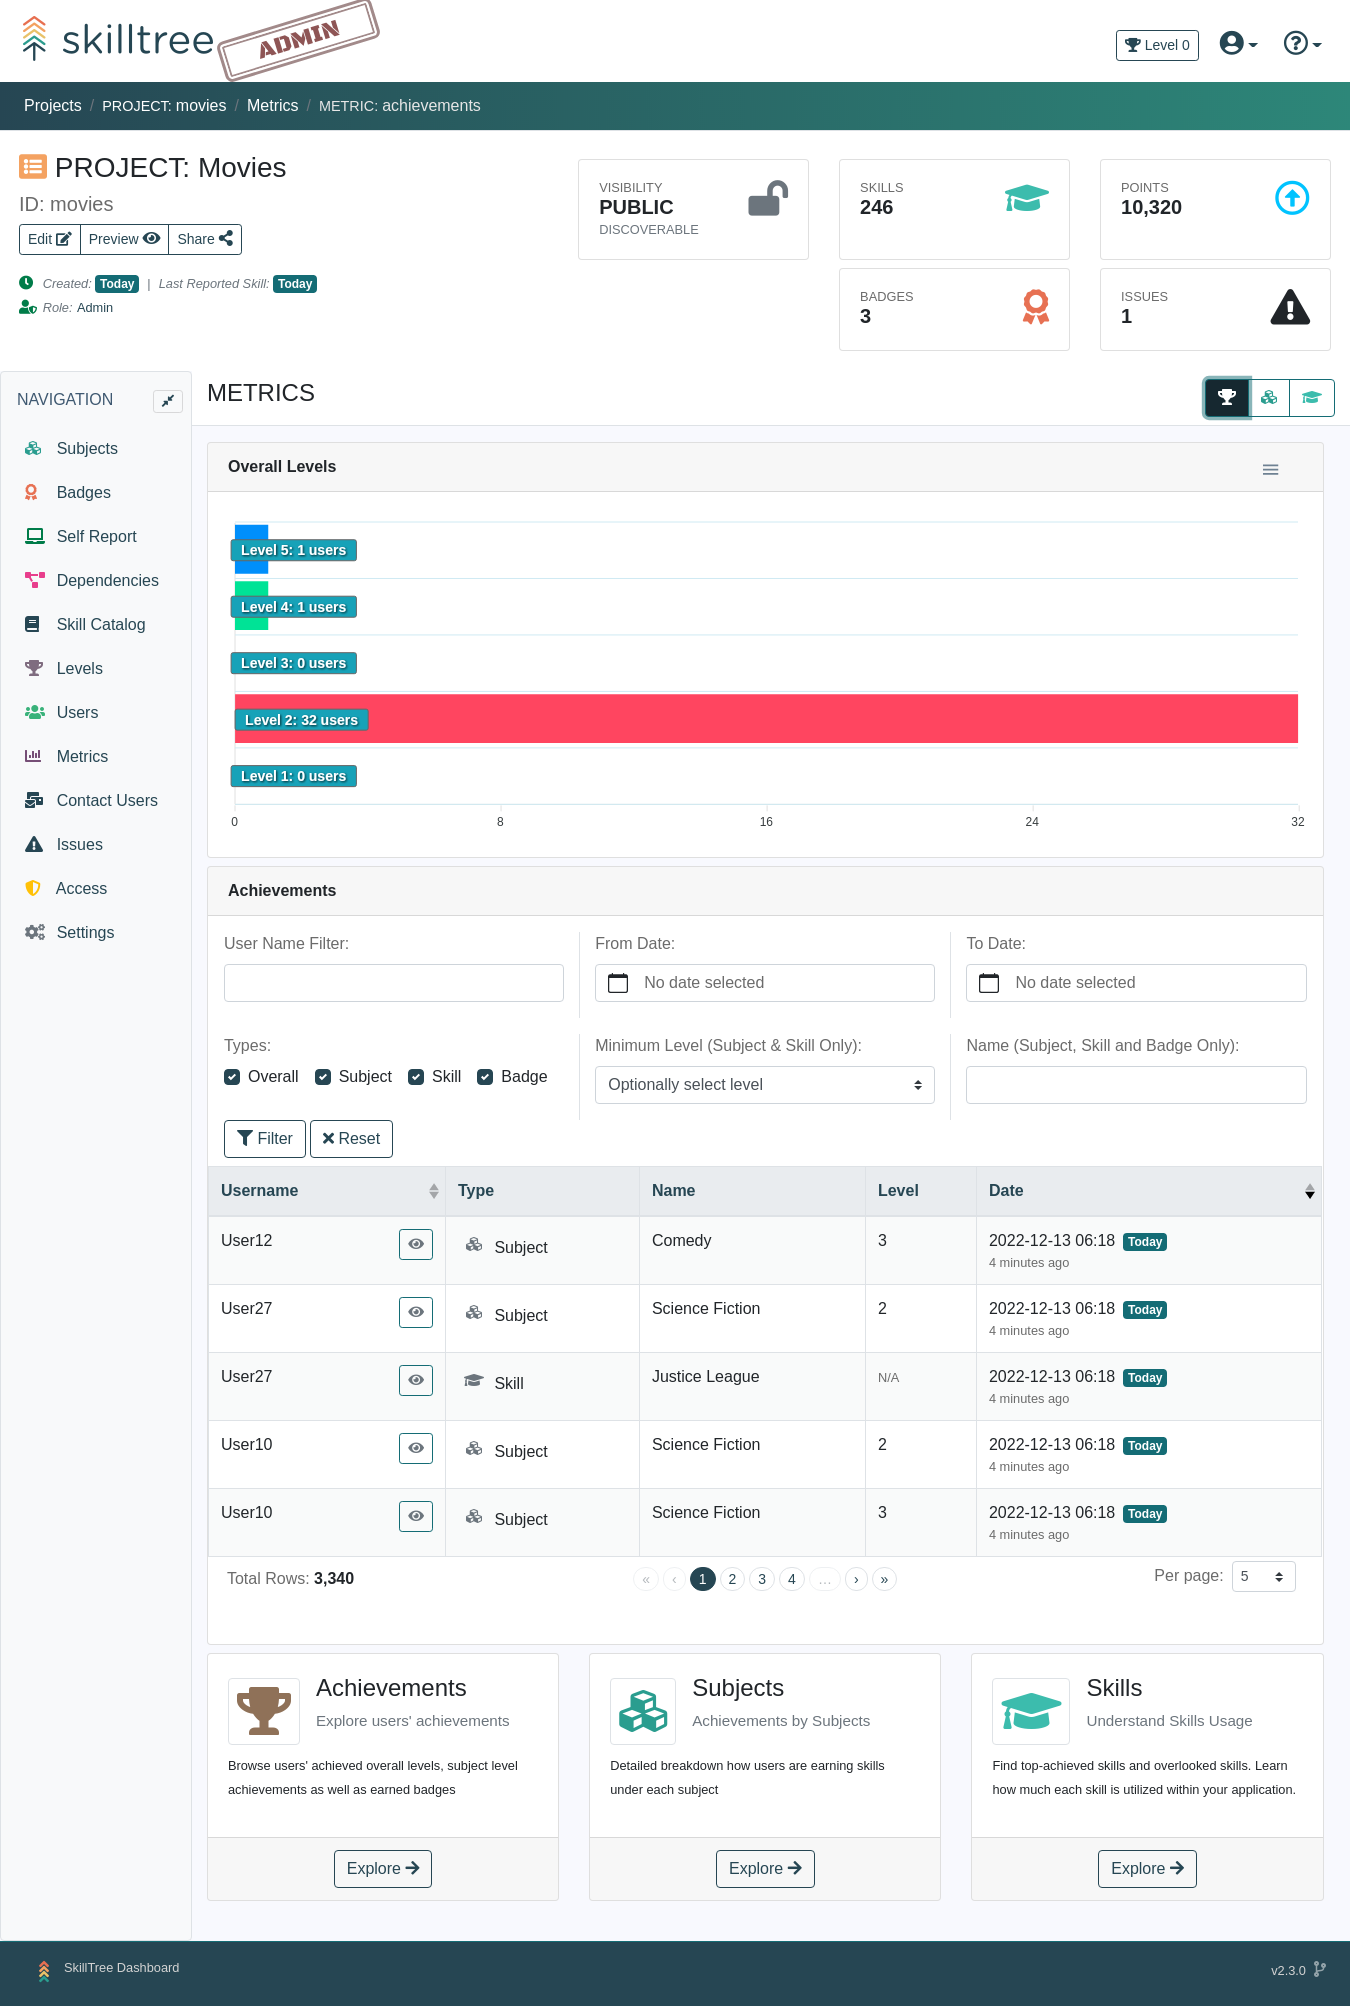 skilltree ADMIN
Level 0
Projects / PROJECT: movies / Metrics / METRIC: achievements
PROJECT: Movies
ID: movies
Edit Preview Share
Created: Today | Last Reported Skill: Today
Role: Admin
VISIBILITY
PUBLIC
DISCOVERABLE
SKILLS
246
POINTS
10,320
BADGES
3
ISSUES
1
NAVIGATION
Subjects
Badges
Self Report
Dependencies
Skill Catalog
Levels
Users
Metrics
Contact Users
Issues
Access
Settings
METRICS
Overall Levels
Level 5: 1 users
Level 4: 1 users
Level 3: 0 users
Level 2: 32 users
Level 1: 0 users
0 8 16 24 32
Achievements
User Name Filter: From Date: To Date:
No date selected No date selected
Types: Minimum Level (Subject & Skill Only): Name (Subject, Skill and Badge Only):
Overall Subject Skill Badge Optionally select level
Filter Reset
Username Type Name Level Date
User12 Subject Comedy 3 2022-12-13 06:18 Today
4 minutes ago
User27 Subject Science Fiction 2 2022-12-13 06:18 Today
4 minutes ago
User27 Skill Justice League N/A 2022-12-13 06:18 Today
4 minutes ago
User10 Subject Science Fiction 2 2022-12-13 06:18 Today
4 minutes ago
User10 Subject Science Fiction 3 2022-12-13 06:18 Today
4 minutes ago
Total Rows: 3,340 « ‹ 1 2 3 4 … › » Per page: 5
Achievements
Explore users' achievements
Browse users' achieved overall levels, subject level
achievements as well as earned badges
Explore
Subjects
Achievements by Subjects
Detailed breakdown how users are earning skills
under each subject
Explore
Skills
Understand Skills Usage
Find top-achieved skills and overlooked skills. Learn
how much each skill is utilized within your application.
Explore
SkillTree Dashboard
v2.3.0